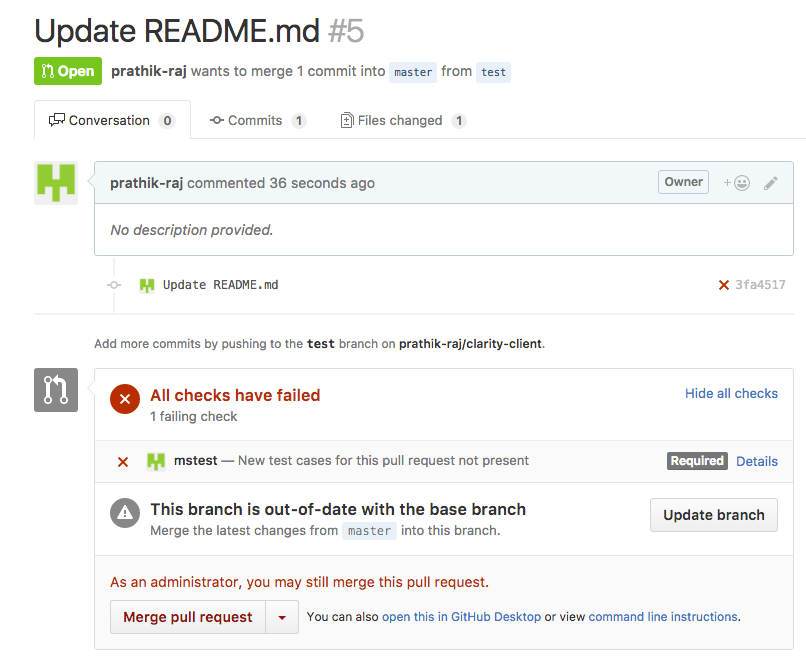 Update README.md #5
Open prathik-raj wants to merge 1 commit into master from test
Conversation 0 Commits 1 Files changed 1
prathik-raj commented 36 seconds ago Owner +
No description provided.
Update README.md 3fa4517
Add more commits by pushing to the test branch on prathik-raj/clarity-client.
All checks have failed Hide all checks
1 failing check
mstest — New test cases for this pull request not present Required Details
This branch is out-of-date with the base branch Update branch
Merge the latest changes from master into this branch.
As an administrator, you may still merge this pull request.
Merge pull request You can also open this in GitHub Desktop or view command line instructions.